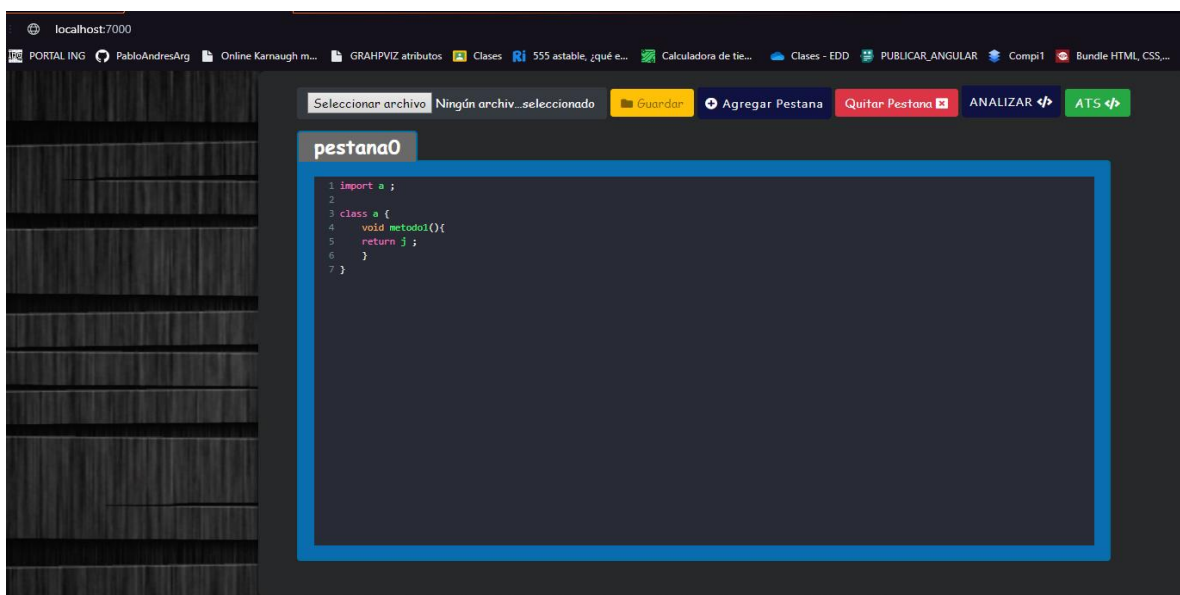 localhost:7000
PORTAL ING PabloAndresArg Online Karnaugh m... GRAHPVIZ atributos Clases Ri 555 astable, ¿qué e... Calculadora de tie... Clases - EDD PUBLICAR_ANGULAR Compi1 Bundle HTML, CSS,...
Seleccionar archivo Ningún archiv...seleccionado Guardar Agregar Pestana Quitar Pestana ANALIZAR </> ATS </>
pestana0
1 import a ;
2
3 class a {
4 void metodo1(){
5 return j ;
6 }
7 }